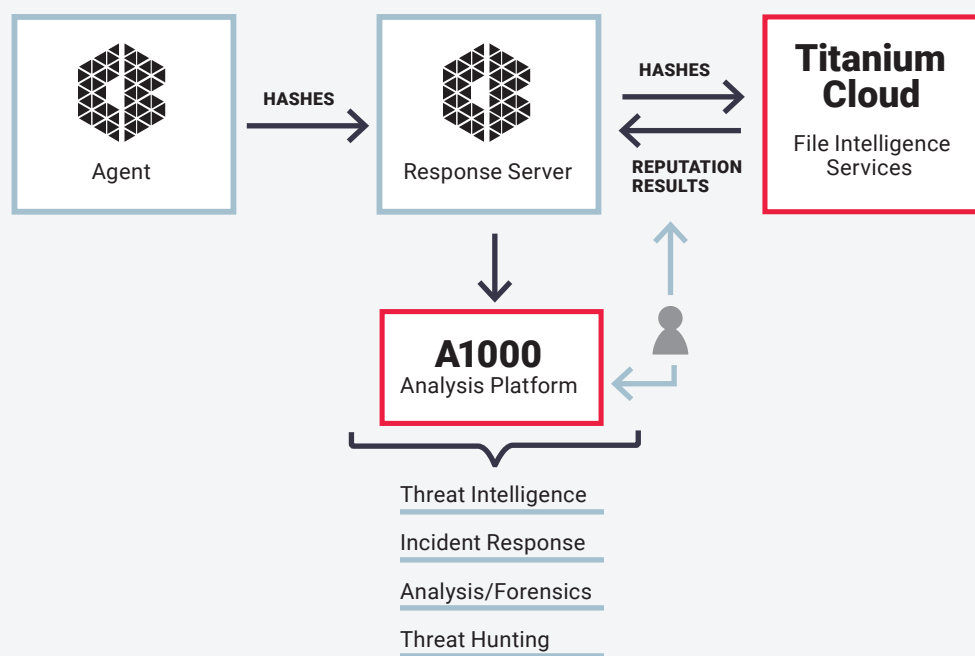 Agent
HASHES
Response Server
HASHES
REPUTATION
RESULTS
Titanium
Cloud
File Intelligence
Services
A1000
Analysis Platform
Threat Intelligence
Incident Response
Analysis/Forensics
Threat Hunting